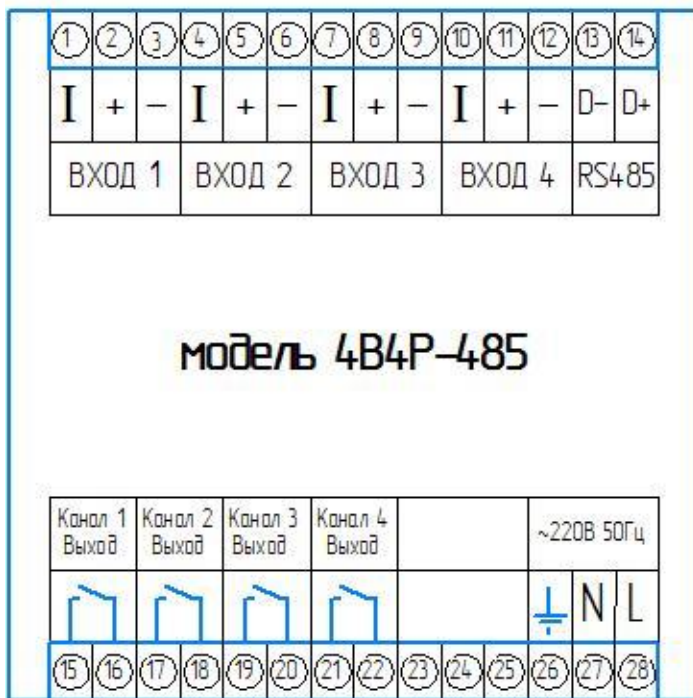 1 2 3 4 5 6 7 8 9 10 11 12 13 14
I + − I + − I + − I + − D− D+
ВХОД 1 ВХОД 2 ВХОД 3 ВХОД 4 RS485
модель 4В4Р–485
Канал 1 Канал 2 Канал 3 Канал 4
Выход Выход Выход Выход ~220В 50Гц
N L
15 16 17 18 19 20 21 22 23 24 25 26 27 28